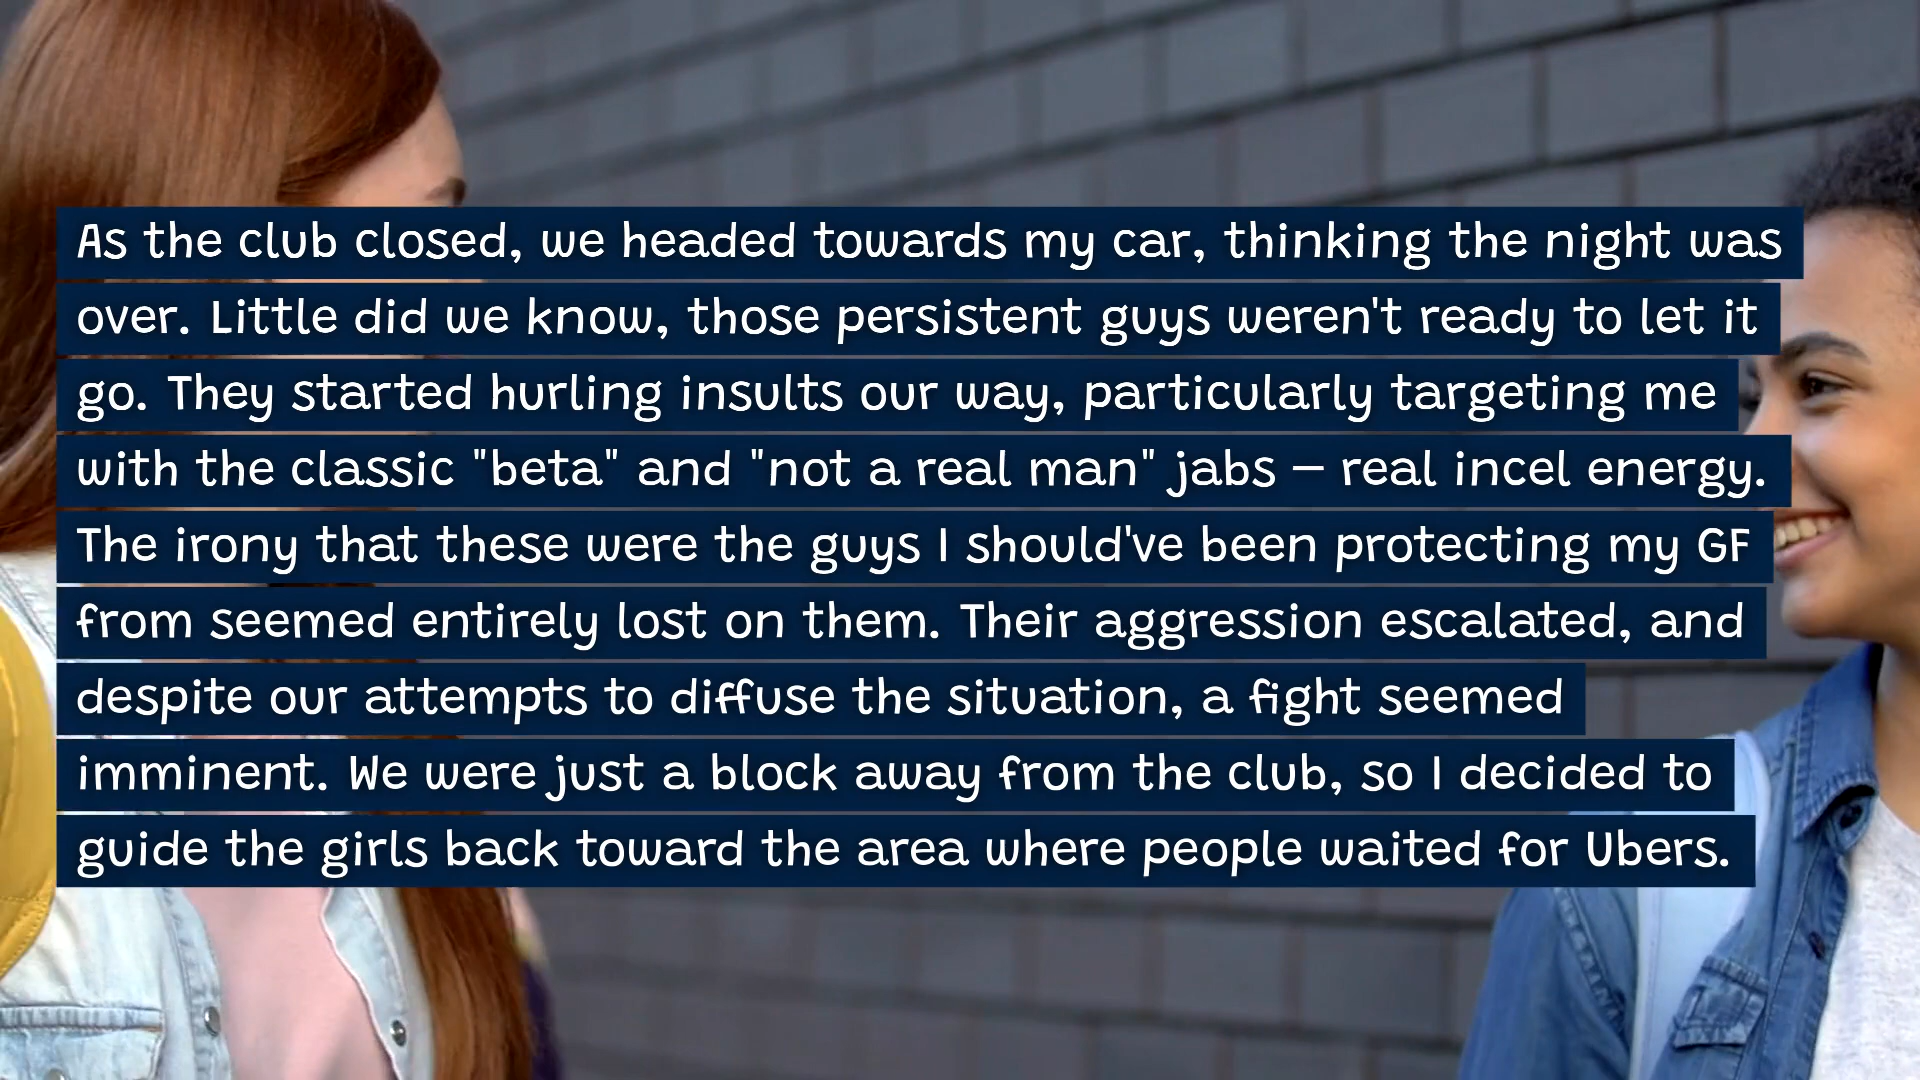 As the club closed, we headed towards my car, thinking the night was
over. Little did we know, those persistent guys weren't ready to let it
go. They started hurling insults our way, particularly targeting me
with the classic "beta" and "not a real man" jabs – real incel energy.
The irony that these were the guys I should've been protecting my GF
from seemed entirely lost on them. Their aggression escalated, and
despite our attempts to diffuse the situation, a fight seemed
imminent. We were just a block away from the club, so I decided to
guide the girls back toward the area where people waited for Ubers.